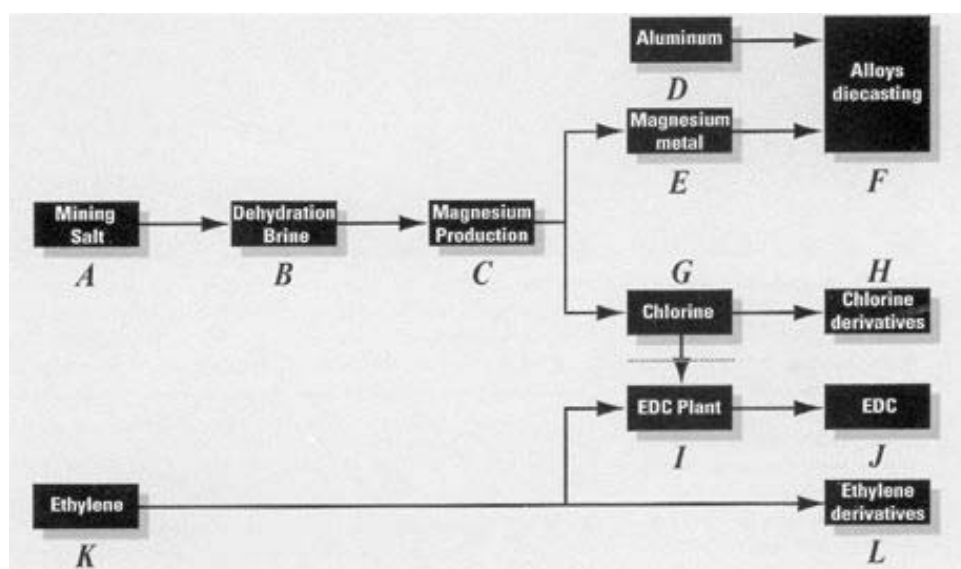 Aluminum
D
Alloys
diecasting
F
Magnesium
metal
E
Mining
Salt
A
Dehydration
Brine
B
Magnesium
Production
C
G
Chlorine
H
Chlorine
derivatives
EDC Plant
I
EDC
J
Ethylene
K
Ethylene
derivatives
L